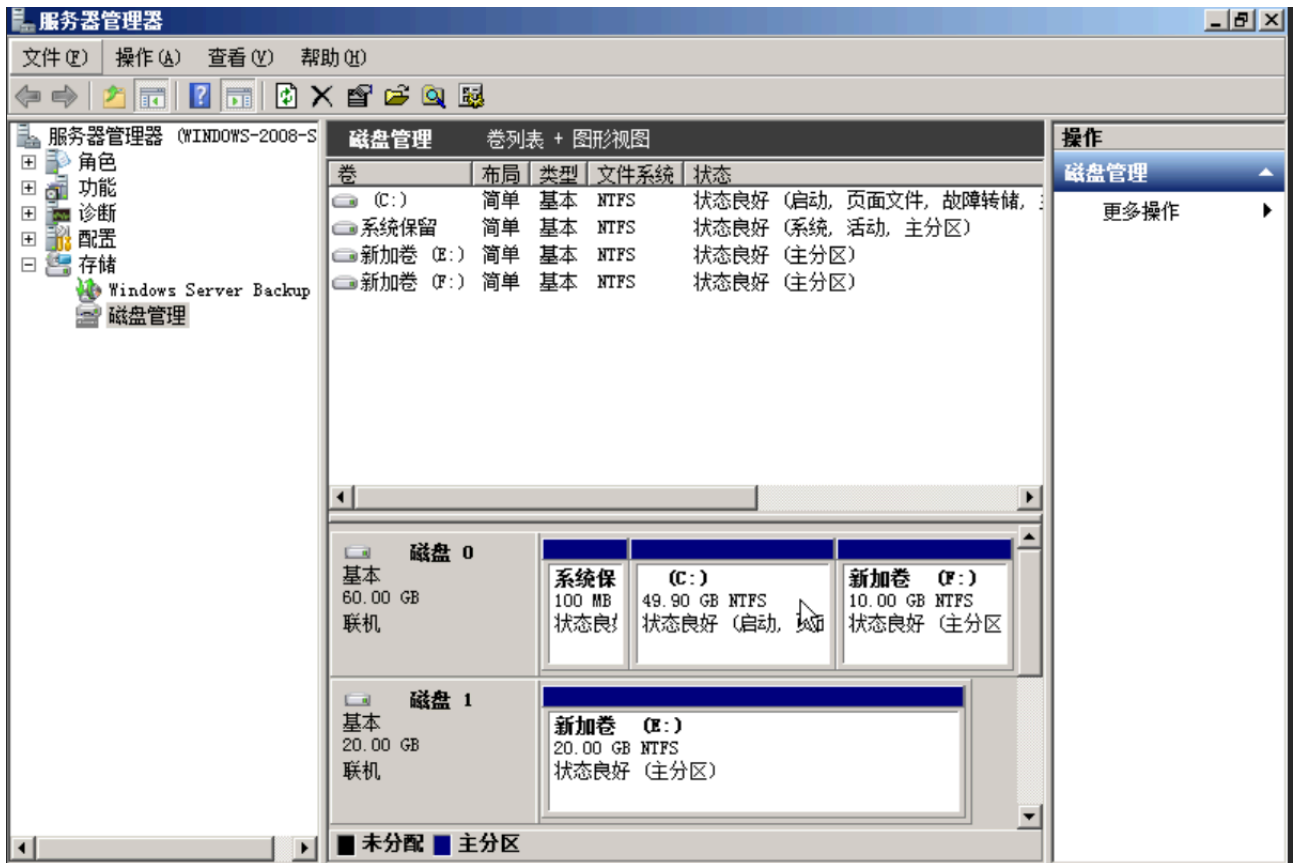 服务器管理器
文件(F) 操作(A) 查看(V) 帮助(H)
服务器管理器 (WINDOWS-2008-S
角色
功能
诊断
配置
存储
Windows Server Backup
磁盘管理
磁盘管理 卷列表 + 图形视图
卷 布局 类型 文件系统 状态
(C:) 简单 基本 NTFS 状态良好 (启动, 页面文件, 故障转储,
系统保留 简单 基本 NTFS 状态良好 (系统, 活动, 主分区)
新加卷 (E:) 简单 基本 NTFS 状态良好 (主分区)
新加卷 (F:) 简单 基本 NTFS 状态良好 (主分区)
磁盘 0
基本
60.00 GB
联机
系统保
100 MB
状态良
(C:)
49.90 GB NTFS
状态良好 (启动,
新加卷 (F:)
10.00 GB NTFS
状态良好 (主分区
磁盘 1
基本
20.00 GB
联机
新加卷 (E:)
20.00 GB NTFS
状态良好 (主分区)
未分配 主分区
操作
磁盘管理
更多操作